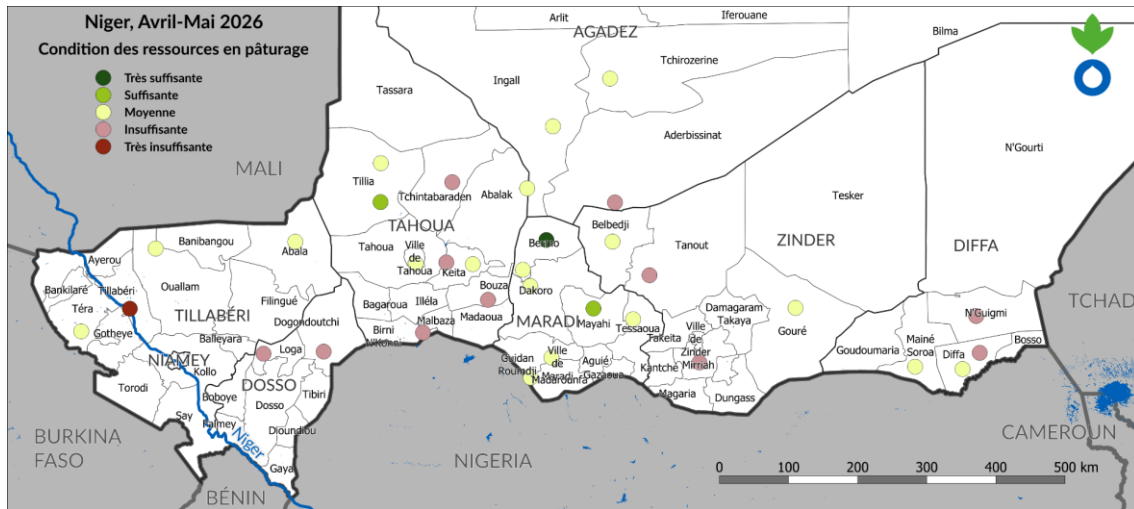 Niger, Avril-Mai 2026
Condition des ressources en pâturage
Très suffisante
Suffisante
Moyenne
Insuffisante
Très insuffisante
Arlit
Iferouane
AGADEZ
Bilma
Tchirozerine
Ingall
Tassara
Aderbissinat
N'Gourti
MALI
Tillia
Tchintabaraden
Abalak
Tesker
TAHOUA
Belbedji
Bermo
Tanout
ZINDER
DIFFA
Banibangou
Abala
Tahoua
Ville
de
Tahoua
Keita
Ayerou
Ouallam
Bankilaré
Tillabéri
Téra
Filingué
Bagaroua
Illéla
Bouza
Dakoro
TCHAD
TILLABÉRI
Gotheye
Dogondoutchi
Birni
N'Konni
Malbaza
Madaoua
MARADI
Mayahi
Tessaoua
Damagaram
Takaya
Gouré
N'Guigmi
Balleyara
Takeita
Ville
de
Zinder
Mirriah
Goudoumaria
Mainé
Soroa
Diffa
Bosso
NIAMEY
Kollo
Loga
Guidan
Roumdji
Ville
de
Maradi
Madarounfa
Aguié
Gazaoua
Kantché
Magaria
Dungass
Torodi
DOSSO
Boboye
Tibiri
Dosso
Say
Falmey
Dioundiou
Gaya
Niger
BURKINA
FASO
BÉNIN
NIGERIA
CAMEROUN
0 100 200 300 400 500 km